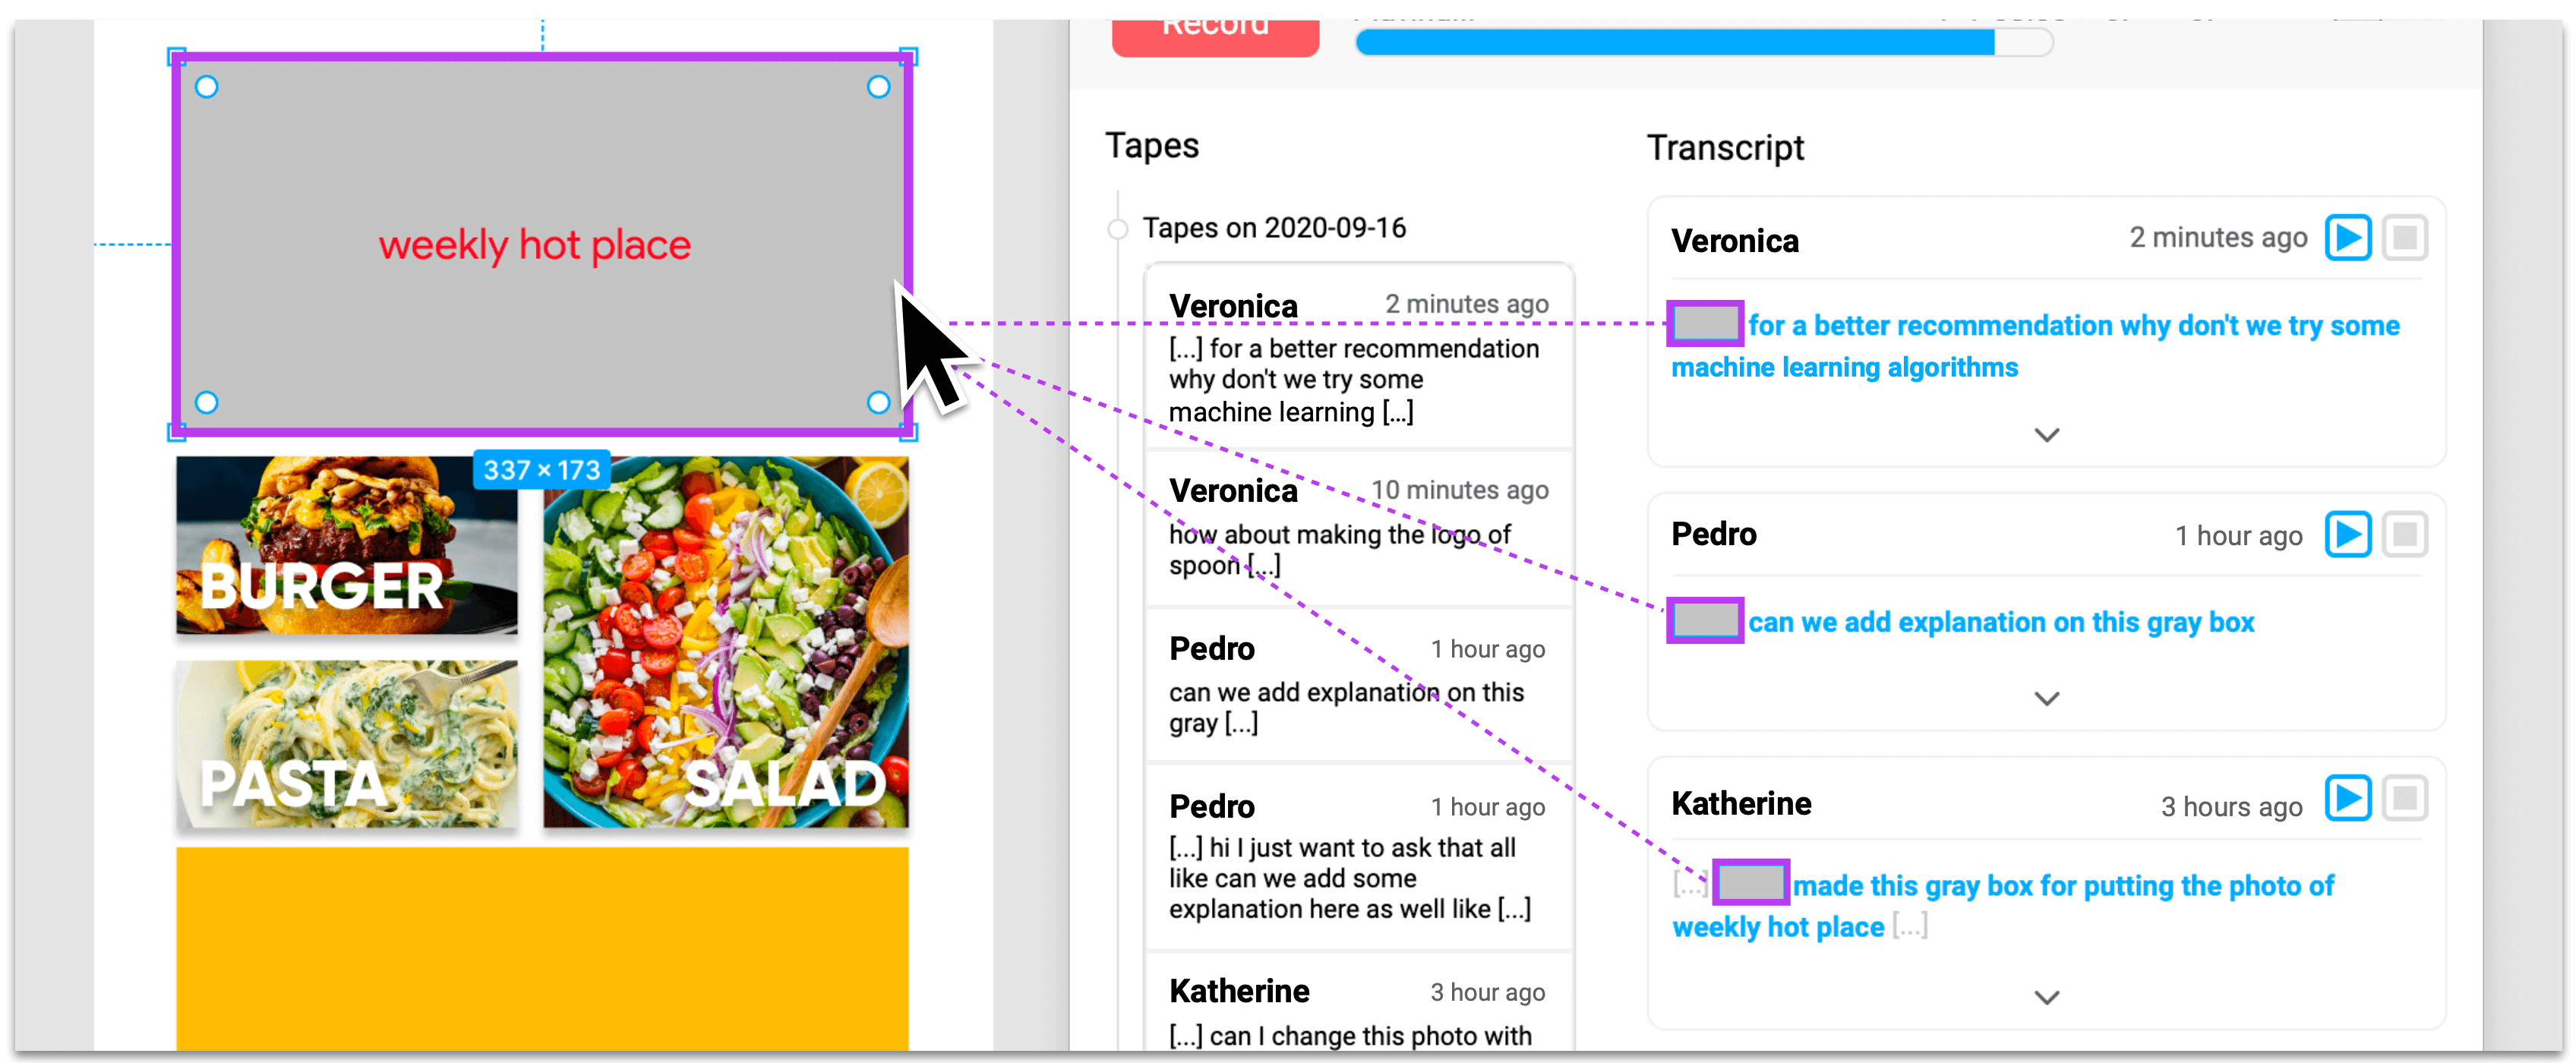 weekly hot place
337 × 173
BURGER
PASTA
SALAD
Record
Tapes
Tapes on 2020-09-16
Veronica 2 minutes ago
[...] for a better recommendation
why don't we try some
machine learning [...]
Veronica 10 minutes ago
how about making the logo of
spoon [...]
Pedro 1 hour ago
can we add explanation on this
gray [...]
Pedro 1 hour ago
[...] hi I just want to ask that all
like can we add some
explanation here as well like [...]
Katherine 3 hour ago
[...] can I change this photo with
Transcript
Veronica 2 minutes ago
for a better recommendation why don't we try some
machine learning algorithms
Pedro 1 hour ago
can we add explanation on this gray box
Katherine 3 hours ago
[...] made this gray box for putting the photo of
weekly hot place [...]